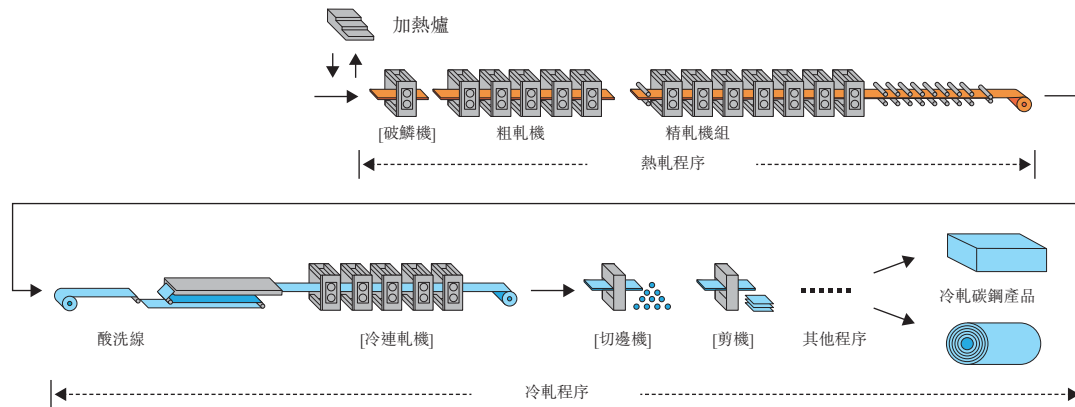 加熱爐
[破鱗機]
粗軋機
精軋機組
熱軋程序
酸洗線
[冷連軋機]
[切邊機]
[剪機]
其他程序
冷軋碳鋼產品
冷軋程序